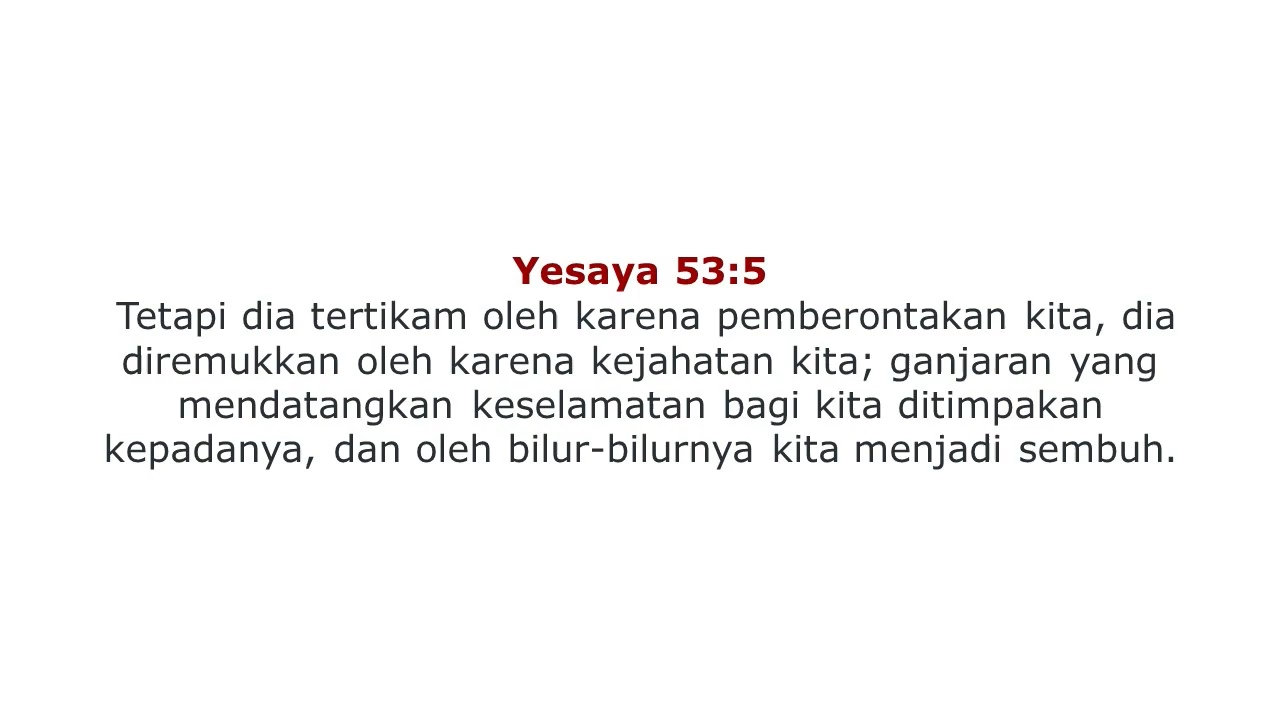 Yesaya 53:5
Tetapi dia tertikam oleh karena pemberontakan kita, dia
diremukkan oleh karena kejahatan kita; ganjaran yang
mendatangkan keselamatan bagi kita ditimpakan
kepadanya, dan oleh bilur-bilurnya kita menjadi sembuh.